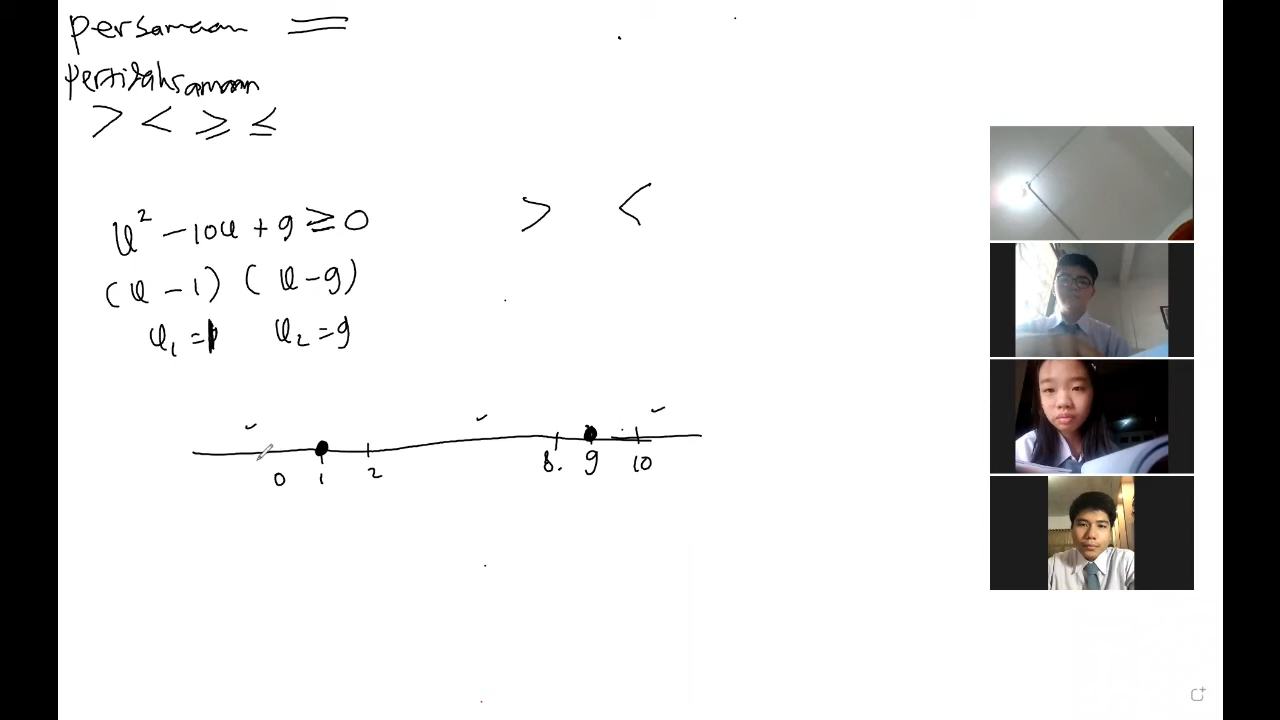 Persamaan =
Pertidaksamaan
> < ≥ ≤
u² - 10u + 9 ≥ 0
> <
(u - 1) (u - 9)
u₁ = 1 u₂ = 9
0 1 2 8. 9 10